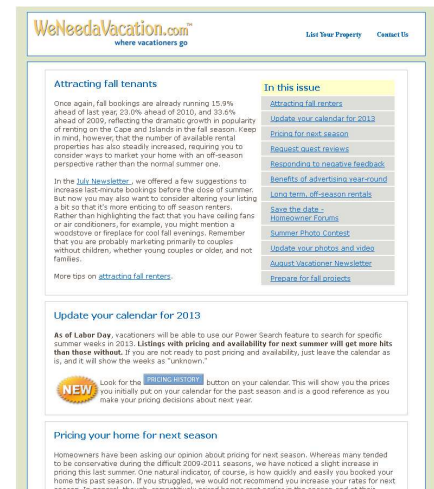 WeNeedaVacation.com™
where vacationers go
List Your Property
Contact Us
Attracting fall tenants
Once again, fall bookings are already running 15.9%
ahead of last year, 23.0% ahead of 2010, and 33.6%
ahead of 2009, reflecting the dramatic growth in popularity
of renting on the Cape and Islands in the fall season. Keep
in mind, however, that the number of available rental
properties has also steadily increased, requiring you to
consider ways to market your home with an off-season
perspective rather than the normal summer one.
In the July Newsletter , we offered a few suggestions to
increase last-minute bookings before the close of summer.
But now you may also want to consider altering your listing
a bit so that it's more enticing to off season renters.
Rather than highlighting the fact that you have ceiling fans
or air conditioners, for example, you might mention a
woodstove or fireplace for cool fall evenings. Remember
that you are probably marketing primarily to couples
without children, whether young couples or older, and not
families.
More tips on attracting fall renters.
In this issue
Attracting fall renters
Update your calendar for 2013
Pricing for next season
Request guest reviews
Responding to negative feedback
Benefits of advertising year-round
Long term, off-season rentals
Save the date -
Homeowner Forums
Summer Photo Contest
Update your photos and video
August Vacationer Newsletter
Prepare for fall projects
Update your calendar for 2013
As of Labor Day, vacationers will be able to use our Power Search feature to search for specific
summer weeks in 2013. Listings with pricing and availability for next summer will get more hits
than those without. If you are not ready to post pricing and availability, just leave the calendar as
is, and it will show the weeks as "unknown."
NEW
Look for the PRICING HISTORY button on your calendar. This will show you the prices
you initially put on your calendar for the past season and is a good reference as you
make your pricing decisions about next year.
Pricing your home for next season
Homeowners have been asking our opinion about pricing for next season. Whereas many tended
to be conservative during the difficult 2009-2011 seasons, we have noticed a slight increase in
pricing this last summer. One natural indicator, of course, is how quickly and easily you booked your
home this past season. If you struggled, we would not recommend you increase your rates for next